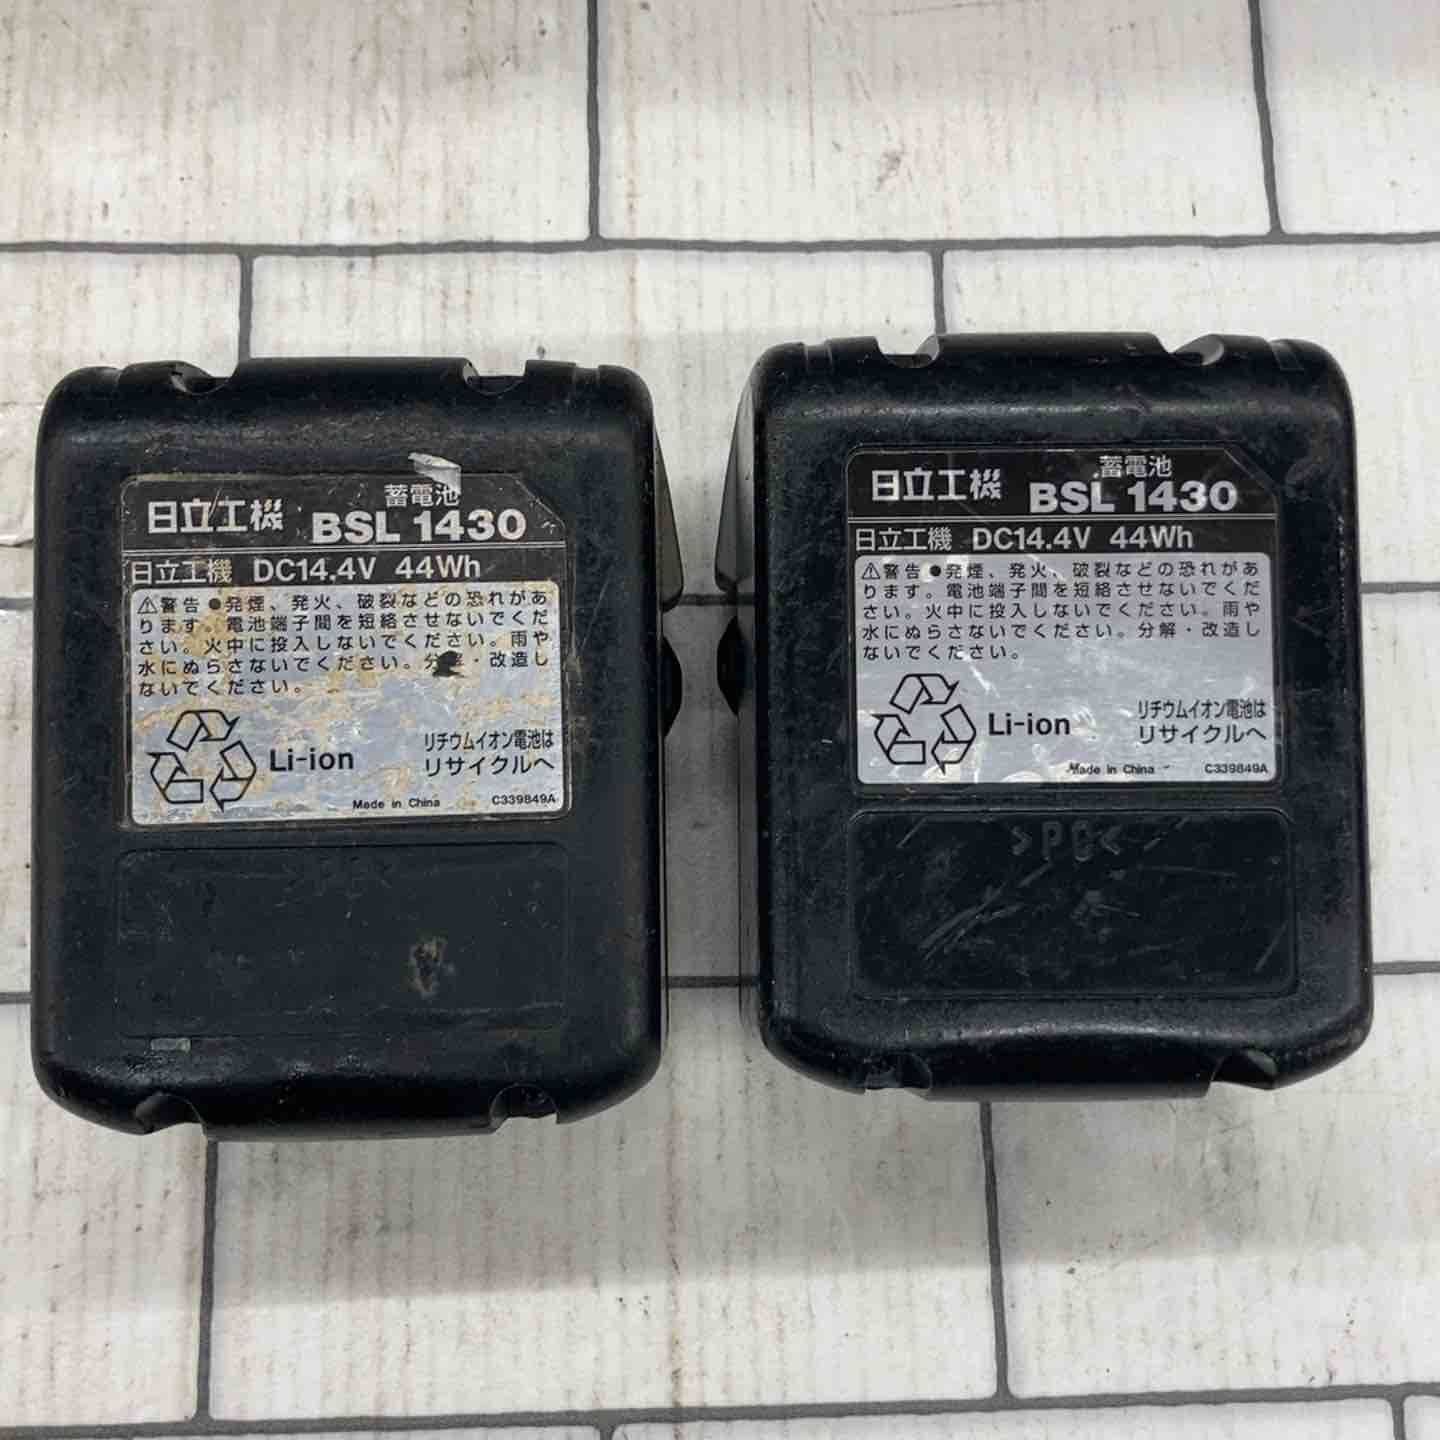 日立工機
蓄電池
BSL 1430
日立工機 DC14.4V 44Wh
⚠警告 ●発煙、発火、破裂などの恐れがあ
ります。電池端子間を短絡させないでくだ
さい。火中に投入しないでください。雨や
水にぬらさないでください。分解・改造し
ないでください。
Li-ion
リチウムイオン電池は
リサイクルへ
Made in China C339849A
日立工機
蓄電池
BSL 1430
日立工機 DC14.4V 44Wh
⚠警告 ●発煙、発火、破裂などの恐れがあ
ります。電池端子間を短絡させないでくだ
さい。火中に投入しないでください。雨や
水にぬらさないでください。分解・改造し
ないでください。
Li-ion
リチウムイオン電池は
リサイクルへ
Made in China C339849A
>PC<